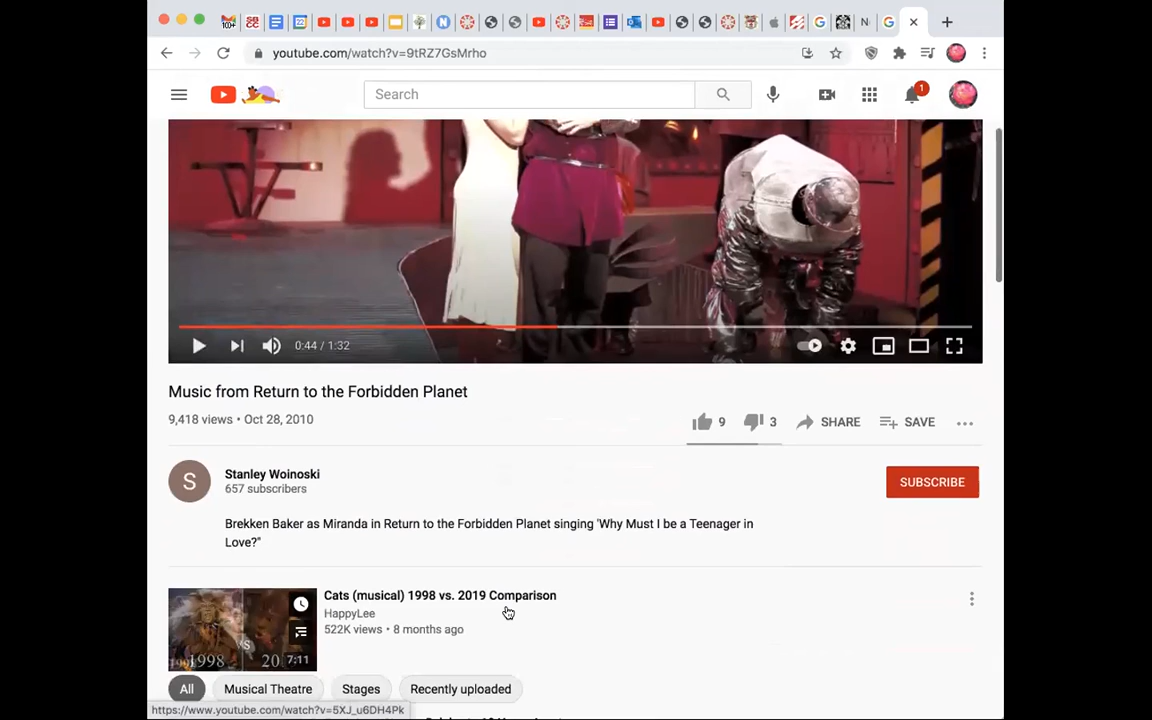 youtube.com/watch?v=9tRZ7GsMrho
Search
1
0:44 / 1:32
Music from Return to the Forbidden Planet
9,418 views • Oct 28, 2010
9
3
SHARE
SAVE
S
Stanley Woinoski
657 subscribers
SUBSCRIBE
Brekken Baker as Miranda in Return to the Forbidden Planet singing 'Why Must I be a Teenager in
Love?"
Cats (musical) 1998 vs. 2019 Comparison
HappyLee
522K views • 8 months ago
VS
1998
20
7:11
All
Musical Theatre
Stages
Recently uploaded
https://www.youtube.com/watch?v=5XJ_u6DH4Pk